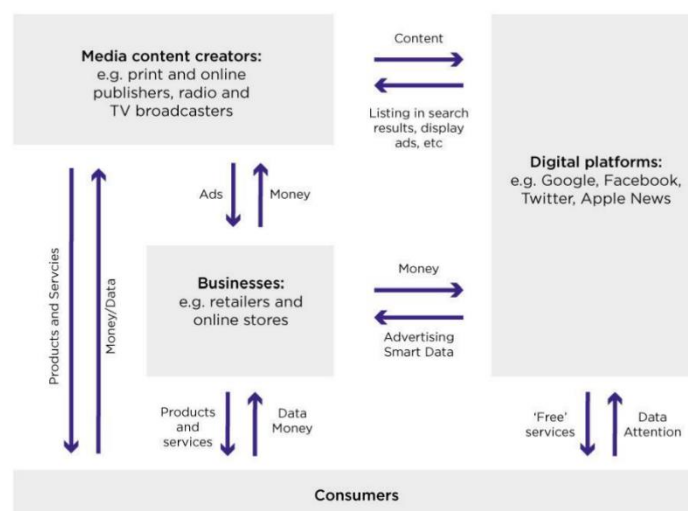 Media content creators:
e.g. print and online
publishers, radio and
TV broadcasters
Content
Listing in search
results, display
ads, etc
Digital platforms:
e.g. Google, Facebook,
Twitter, Apple News
Ads
Money
Products and Servcies
Money/Data
Businesses:
e.g. retailers and
online stores
Money
Advertising
Smart Data
Products
and
services
Data
Money
'Free'
services
Data
Attention
Consumers